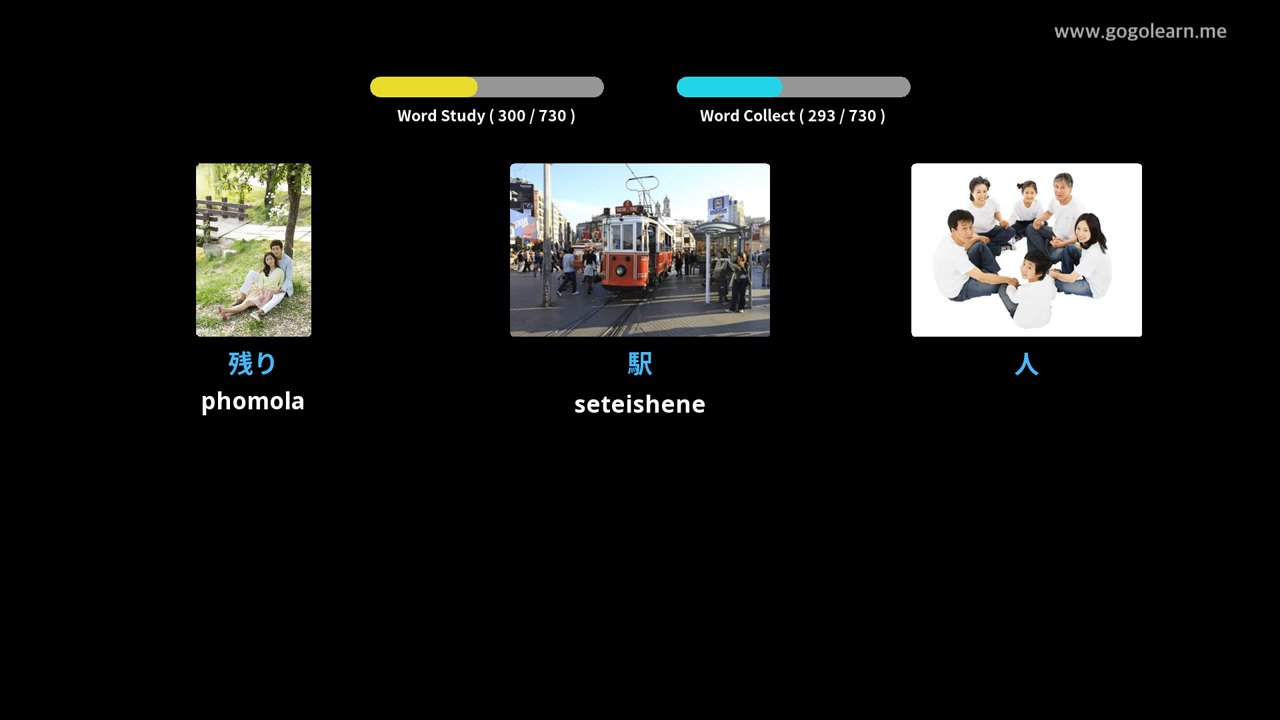 www.gogolearn.me
Word Study ( 300 / 730 )
Word Collect ( 293 / 730 )
残り
駅
人
phomola
seteishene